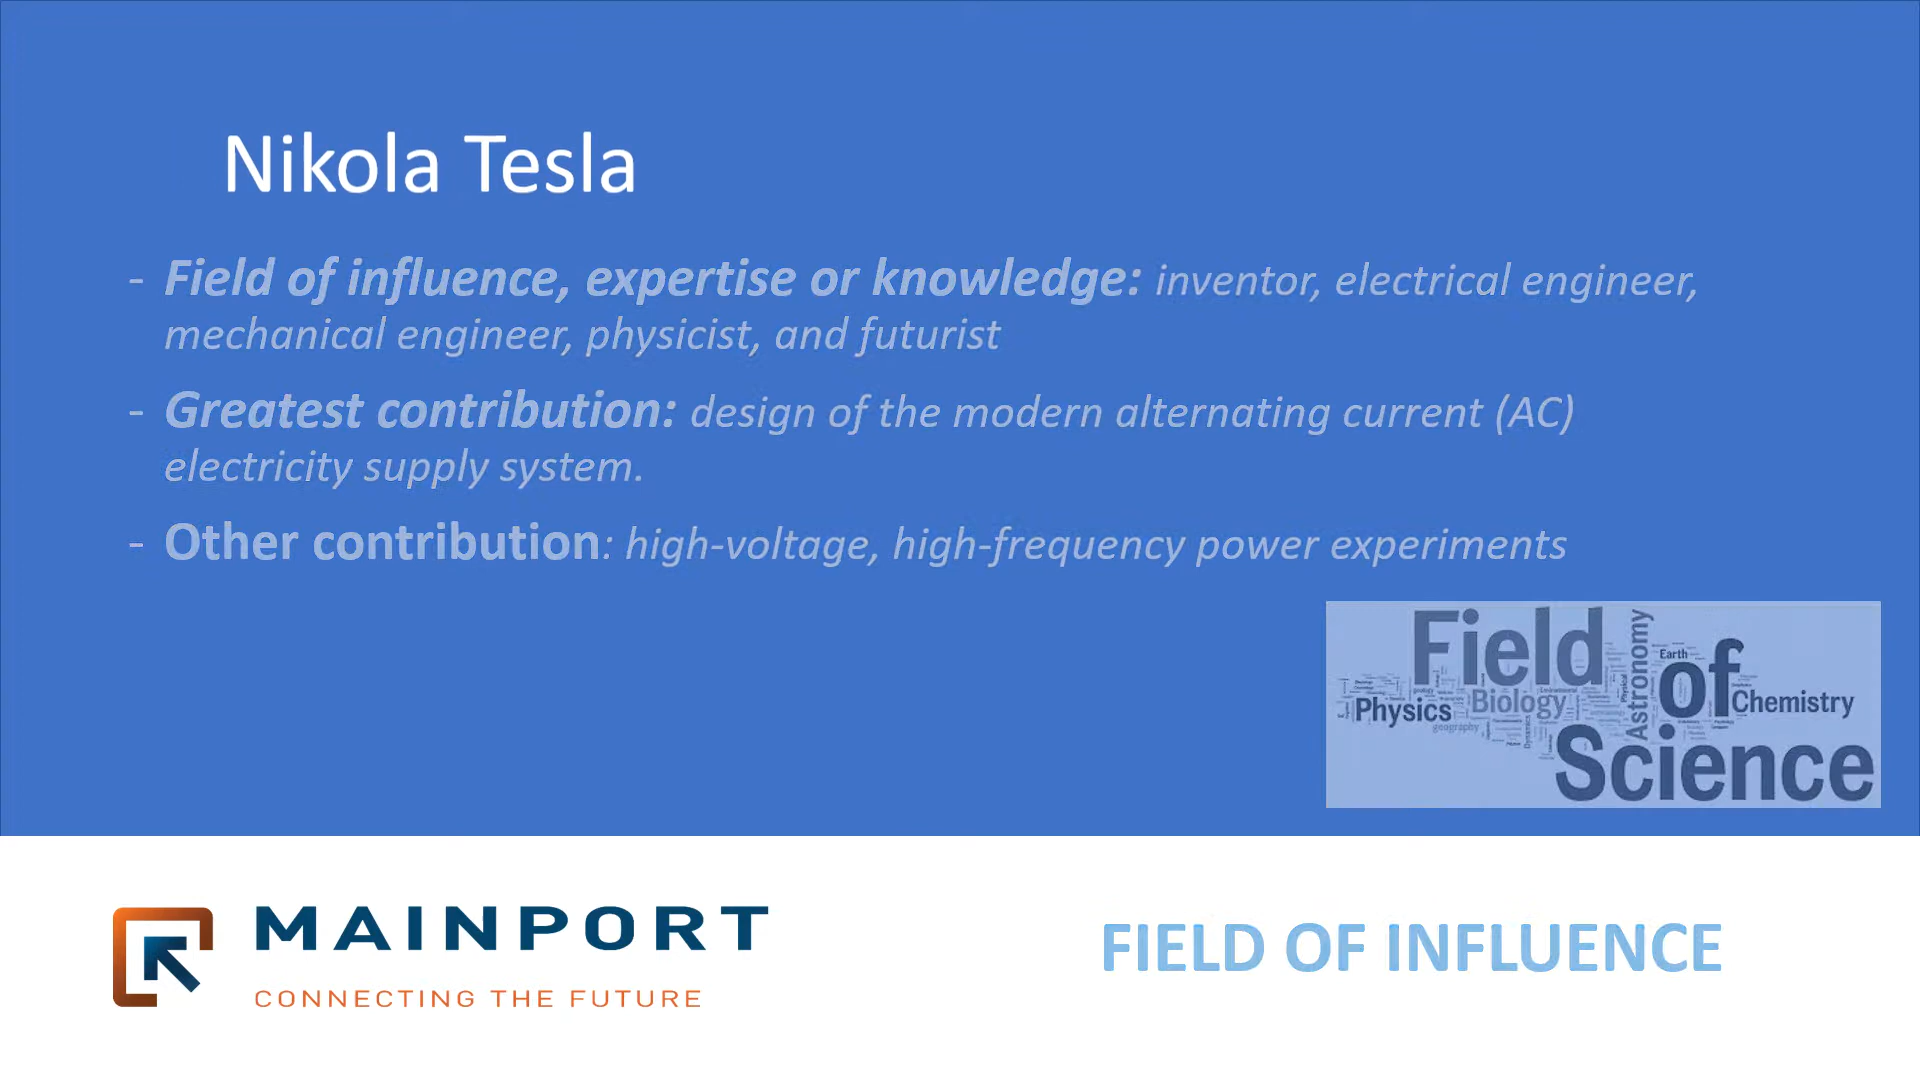 Nikola Tesla
- Field of influence, expertise or knowledge: inventor, electrical engineer,
mechanical engineer, physicist, and futurist
- Greatest contribution: design of the modern alternating current (AC)
electricity supply system.
- Other contribution: high-voltage, high-frequency power experiments
Field
Astronomy
Earth
of
Physics
Biology
Chemistry
geography
Science
MAINPORT
CONNECTING THE FUTURE
FIELD OF INFLUENCE